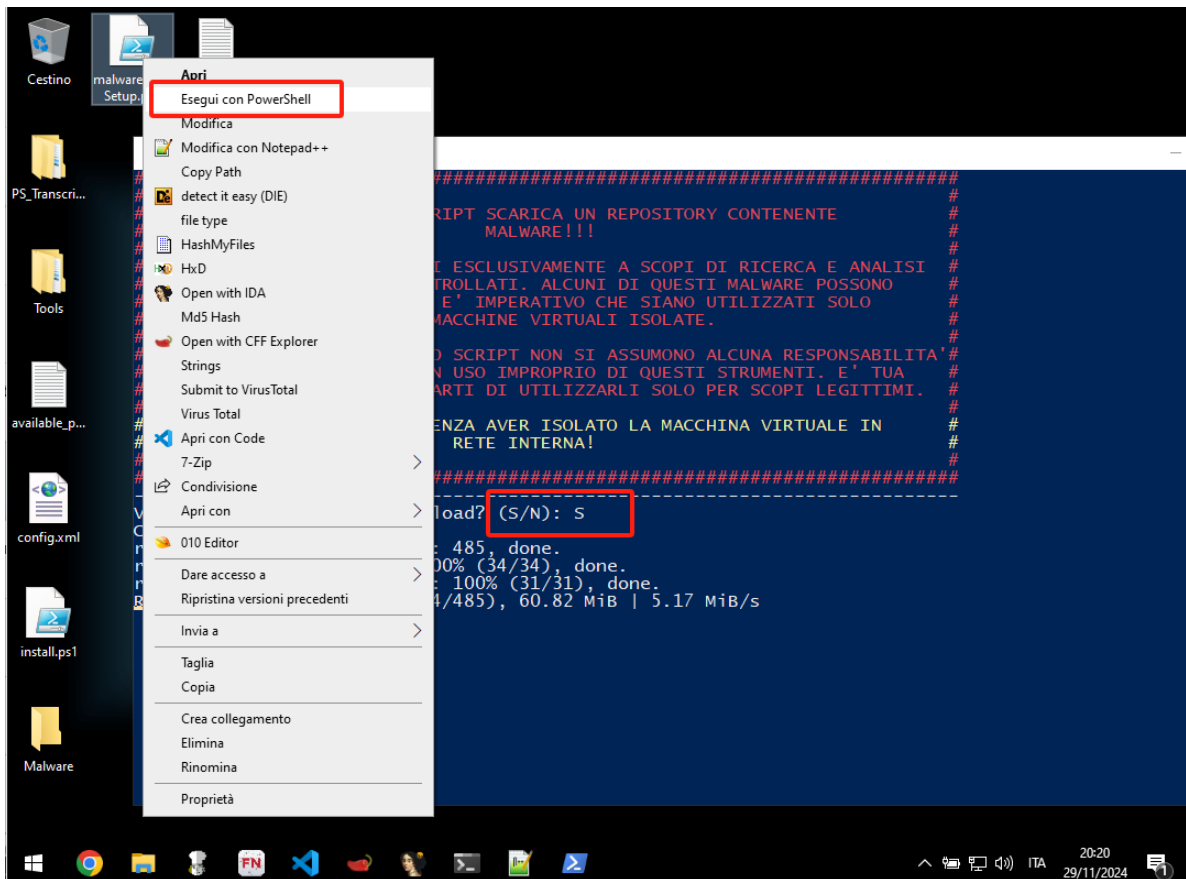 Cestino
malware
Setup.p
PS_Transcri...
Tools
available_p...
config.xml
install.ps1
Malware
Apri
Esegui con PowerShell
Modifica
Modifica con Notepad++
Copy Path
detect it easy (DIE)
file type
HashMyFiles
HxD
Open with IDA
Md5 Hash
Open with CFF Explorer
Strings
Submit to VirusTotal
Virus Total
Apri con Code
7-Zip
Condivisione
Apri con
010 Editor
Dare accesso a
Ripristina versioni precedenti
Invia a
Taglia
Copia
Crea collegamento
Elimina
Rinomina
Proprietà
RIPT SCARICA UN REPOSITORY CONTENENTE #
MALWARE!!! #
I ESCLUSIVAMENTE A SCOPI DI RICERCA E ANALISI #
TROLLATI. ALCUNI DI QUESTI MALWARE POSSONO #
E' IMPERATIVO CHE SIANO UTILIZZATI SOLO #
MACCHINE VIRTUALI ISOLATE. #
O SCRIPT NON SI ASSUMONO ALCUNA RESPONSABILITA'#
N USO IMPROPRIO DI QUESTI STRUMENTI. E' TUA #
ARTI DI UTILIZZARLI SOLO PER SCOPI LEGITTIMI. #
ENZA AVER ISOLATO LA MACCHINA VIRTUALE IN #
RETE INTERNA! #
load? (S/N): S
: 485, done.
00% (34/34), done.
: 100% (31/31), done.
4/485), 60.82 MiB | 5.17 MiB/s
FN
ITA
20:20
29/11/2024
1